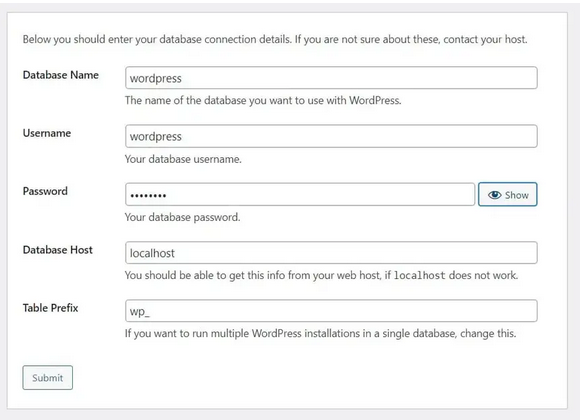 Below you should enter your database connection details. If you are not sure about these, contact your host.
Database Name
wordpress
The name of the database you want to use with WordPress.
Username
wordpress
Your database username.
Password
••••••••
Show
Your database password.
Database Host
localhost
You should be able to get this info from your web host, if localhost does not work.
Table Prefix
wp_
If you want to run multiple WordPress installations in a single database, change this.
Submit